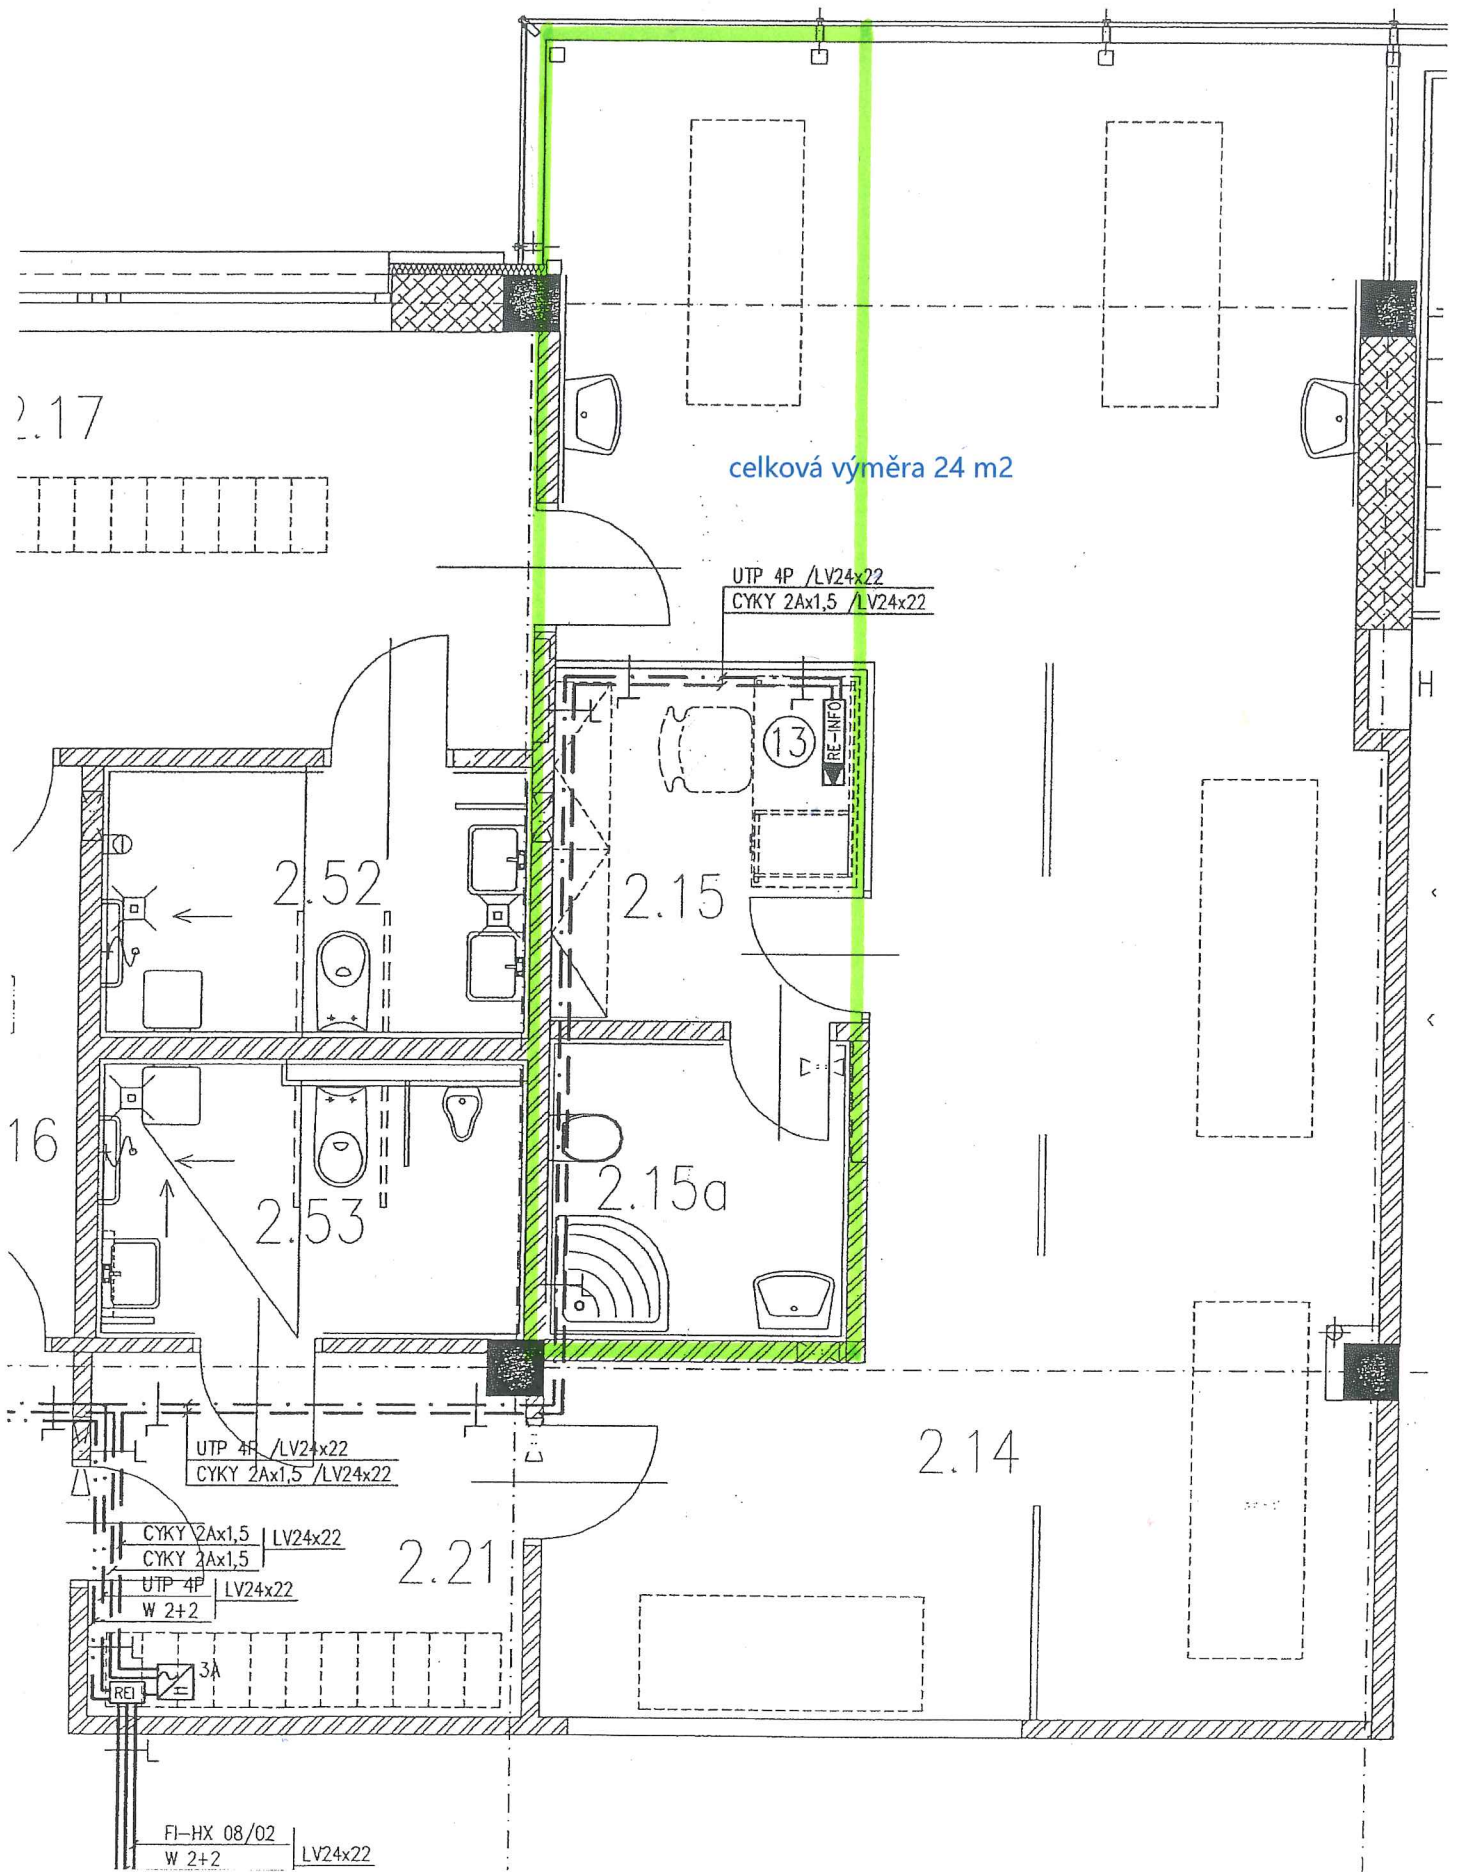 2.17
celková výměra 24 m2
UTP 4P /LV24x22
CYKY 2Ax1,5 /LV24x22
H
13
RE-INFO
2.52
2.15
16
2.15a
2.53
UTP 4P /LV24x22
CYKY 2Ax1,5 /LV24x22
2.14
CYKY 2Ax1,5 LV24x22
CYKY 2Ax1,5
2.21
UTP 4P LV24x22
W 2+2
3A
REI
FI-HX 08/02
W 2+2 LV24x22